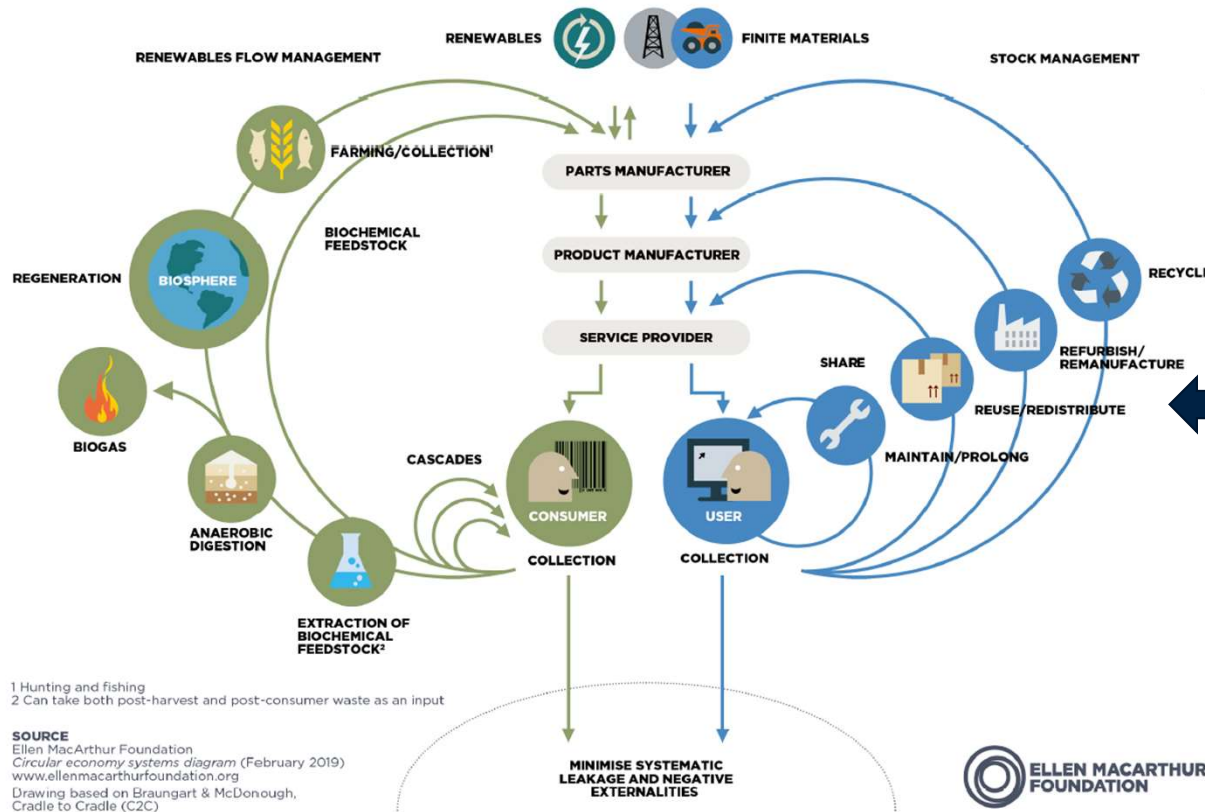 RENEWABLES
FINITE MATERIALS
RENEWABLES FLOW MANAGEMENT
STOCK MANAGEMENT
FARMING/COLLECTION¹
PARTS MANUFACTURER
BIOCHEMICAL
FEEDSTOCK
PRODUCT MANUFACTURER
REGENERATION
BIOSPHERE
RECYCLE
SERVICE PROVIDER
SHARE
REFURBISH/
REMANUFACTURE
REUSE/REDISTRIBUTE
BIOGAS
CASCADES
MAINTAIN/PROLONG
CONSUMER
USER
ANAEROBIC
DIGESTION
COLLECTION
COLLECTION
EXTRACTION OF
BIOCHEMICAL
FEEDSTOCK²
1 Hunting and fishing
2 Can take both post-harvest and post-consumer waste as an input
SOURCE
Ellen MacArthur Foundation
Circular economy systems diagram (February 2019)
www.ellenmacarthurfoundation.org
Drawing based on Braungart & McDonough,
Cradle to Cradle (C2C)
MINIMISE SYSTEMATIC
LEAKAGE AND NEGATIVE
EXTERNALITIES
ELLEN MACARTHUR
FOUNDATION